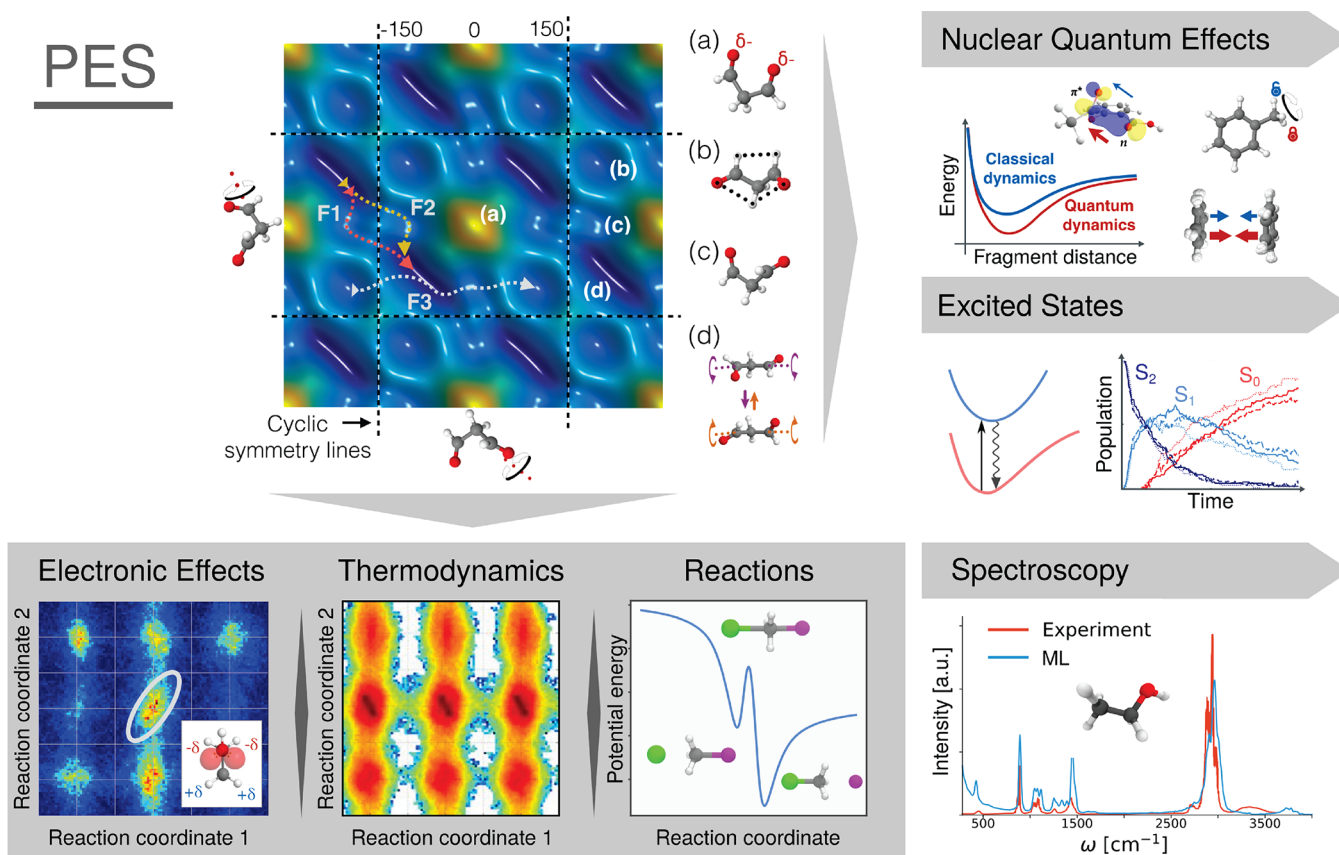 PES
-150 0 150
F1
F2
F3
(a)
(b)
(c)
(d)
Cyclic
symmetry lines
(a)
δ-
δ-
(b)
(c)
(d)
Nuclear Quantum Effects
Energy
Classical
dynamics
Quantum
dynamics
Fragment distance
π*
n
Excited States
Population
S2
S1
S0
Time
Electronic Effects
Reaction coordinate 2
-δ
-δ
+δ
+δ
Reaction coordinate 1
Thermodynamics
Reaction coordinate 2
Reaction coordinate 1
Reactions
Potential energy
Reaction coordinate
Spectroscopy
Intensity [a.u.]
Experiment
ML
500 1500 2500 3500
ω [cm⁻¹]